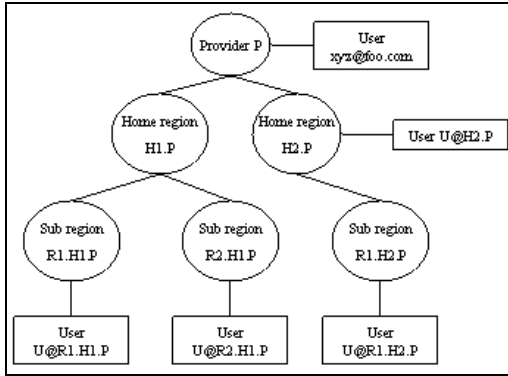 Provider P
User
xyz@foo.com
Home region
H1.P
Home region
H2.P
User U@H2.P
Sub region
R1.H1.P
Sub region
R2.H1.P
Sub region
R1.H2.P
User
U@R1.H1.P
User
U@R2.H1.P
User
U@R1.H2.P